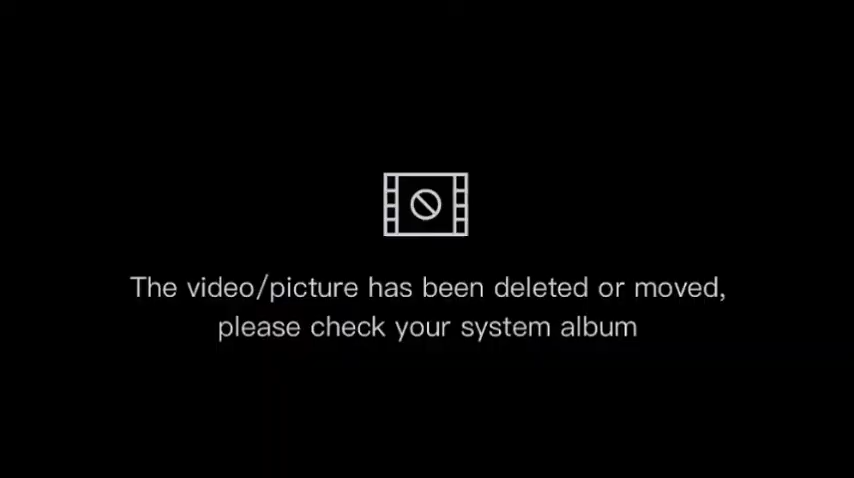 The video/picture has been deleted or moved,
please check your system album